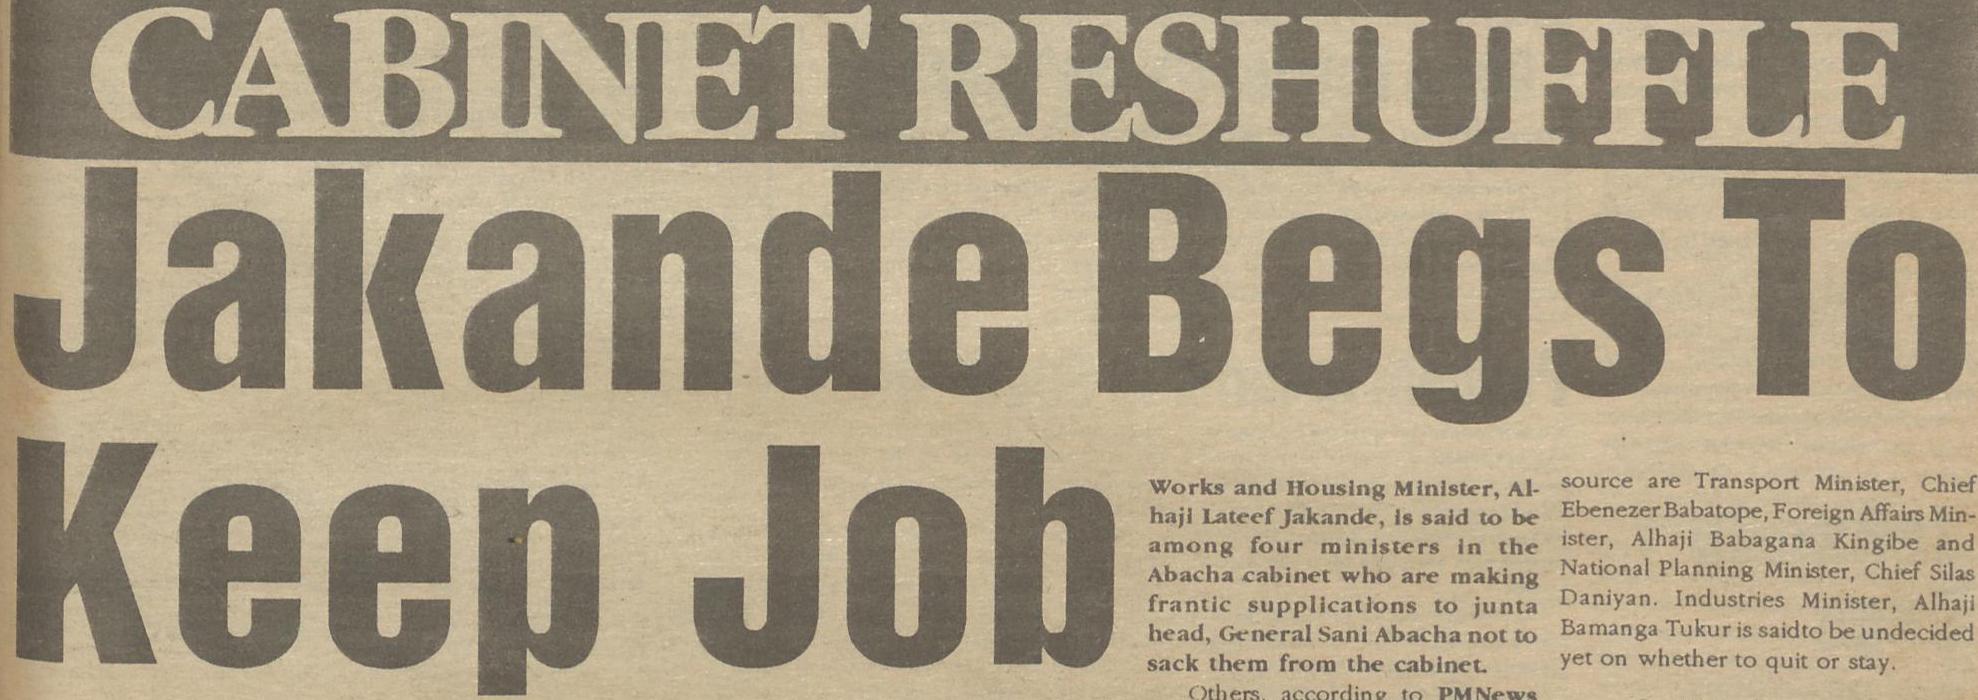 CABINET RESHUFFLE
Jakande Begs To
Keep Job
Works and Housing Minister, Al-
haji Lateef Jakande, is said to be
among four ministers in the
Abacha cabinet who are making
frantic supplications to junta
head, General Sani Abacha not to
sack them from the cabinet.
Others, according to PMNews
source are Transport Minister, Chief
Ebenezer Babatope, Foreign Affairs Min-
ister, Alhaji Babagana Kingibe and
National Planning Minister, Chief Silas
Daniyan. Industries Minister, Alhaji
Bamanga Tukur is saidto be undecided
yet on whether to quit or stay.